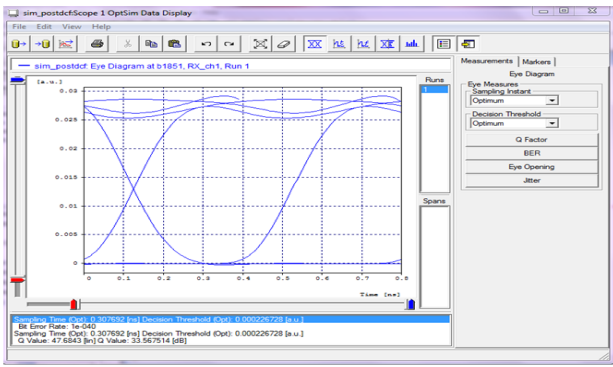 sim_postdcf:Scope 1 OptSim Data Display
File Edit View Help
sim_postdcf: Eye Diagram at b1851, RX_ch1, Run 1
[a.u.]
0.03
0.025
0.02
0.015
0.01
0.005
0
0 0.1 0.2 0.3 0.4 0.5 0.6 0.7 0.8
Time [ns]
Runs
1
Spans
Measurements Markers
Eye Diagram
Eye Measures
Sampling Instant
Optimum
Decision Threshold
Optimum
Q Factor
BER
Eye Opening
Jitter
Sampling Time (Opt): 0.307692 [ns] Decision Threshold (Opt): 0.000226728 [a.u.]
Bit Error Rate: 1e-040
Sampling Time (Opt): 0.307692 [ns] Decision Threshold (Opt): 0.000226728 [a.u.]
Q Value: 47.6843 [lin] Q Value: 33.567514 [dB]